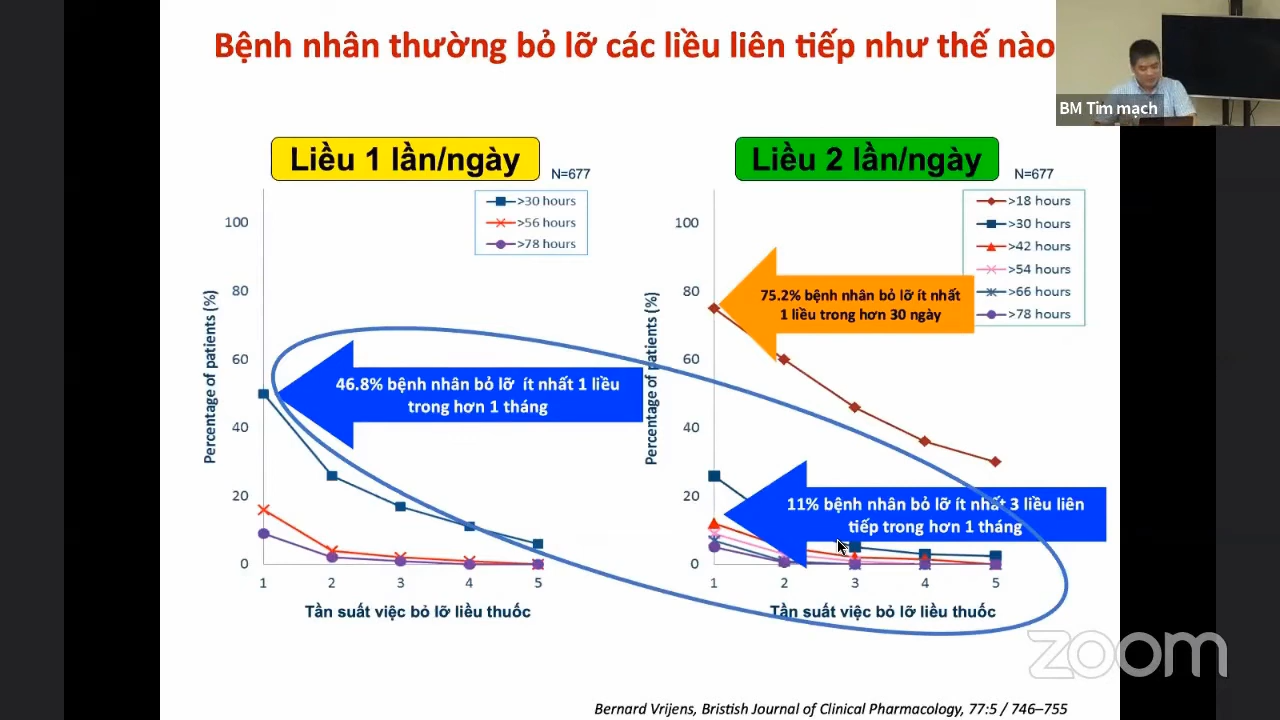 Bệnh nhân thường bỏ lỡ các liều liên tiếp như thế nào
BM Tim mạch
Liều 1 lần/ngày
N=677
>30 hours
>56 hours
>78 hours
100
80
60
40
20
0
1 2 3 4 5
Percentage of patients (%)
Tần suất việc bỏ lỡ liều thuốc
46.8% bệnh nhân bỏ lỡ ít nhất 1 liều
trong hơn 1 tháng
Liều 2 lần/ngày
N=677
>18 hours
>30 hours
>42 hours
>54 hours
>66 hours
>78 hours
100
80
60
40
20
0
1 2 3 4 5
Percentage of patients (%)
Tần suất việc bỏ lỡ liều thuốc
75.2% bệnh nhân bỏ lỡ ít nhất
1 liều trong hơn 30 ngày
11% bệnh nhân bỏ lỡ ít nhất 3 liều liên
tiếp trong hơn 1 tháng
zoom
Bernard Vrijens, Bristish Journal of Clinical Pharmacology, 77:5 / 746–755